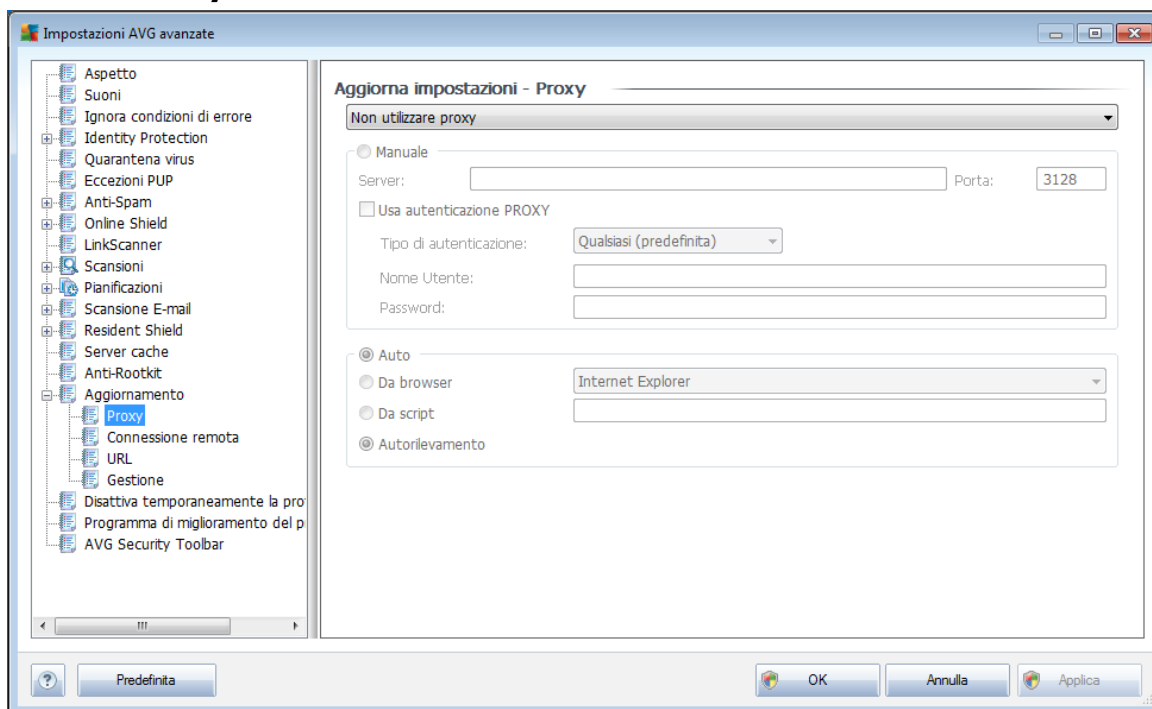 Impostazioni AVG avanzate
Aspetto
Suoni
Ignora condizioni di errore
Identity Protection
Quarantena virus
Eccezioni PUP
Anti-Spam
Online Shield
LinkScanner
Scansioni
Pianificazioni
Scansione E-mail
Resident Shield
Server cache
Anti-Rootkit
Aggiornamento
Proxy
Connessione remota
URL
Gestione
Disattiva temporaneamente la pro
Programma di miglioramento del p
AVG Security Toolbar
Aggiorna impostazioni - Proxy
Non utilizzare proxy
Manuale
Server: Porta: 3128
Usa autenticazione PROXY
Tipo di autenticazione: Qualsiasi (predefinita)
Nome Utente:
Password:
Auto
Da browser Internet Explorer
Da script
Autorilevamento
? Predefinita OK Annulla Applica